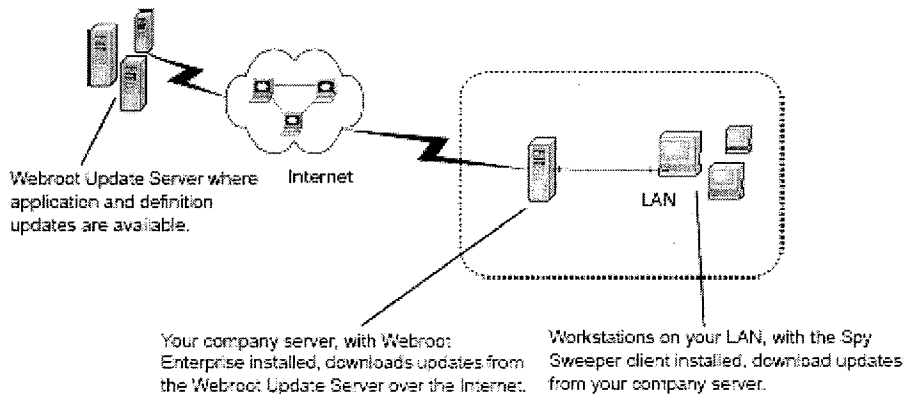 Webroot Update Server where
application and definition
updates are available.
Internet
LAN
Your company server, with Webroot
Enterprise installed, downloads updates from
the Webroot Update Server over the Internet.
Workstations on your LAN, with the Spy
Sweeper client installed, download updates
from your company server.